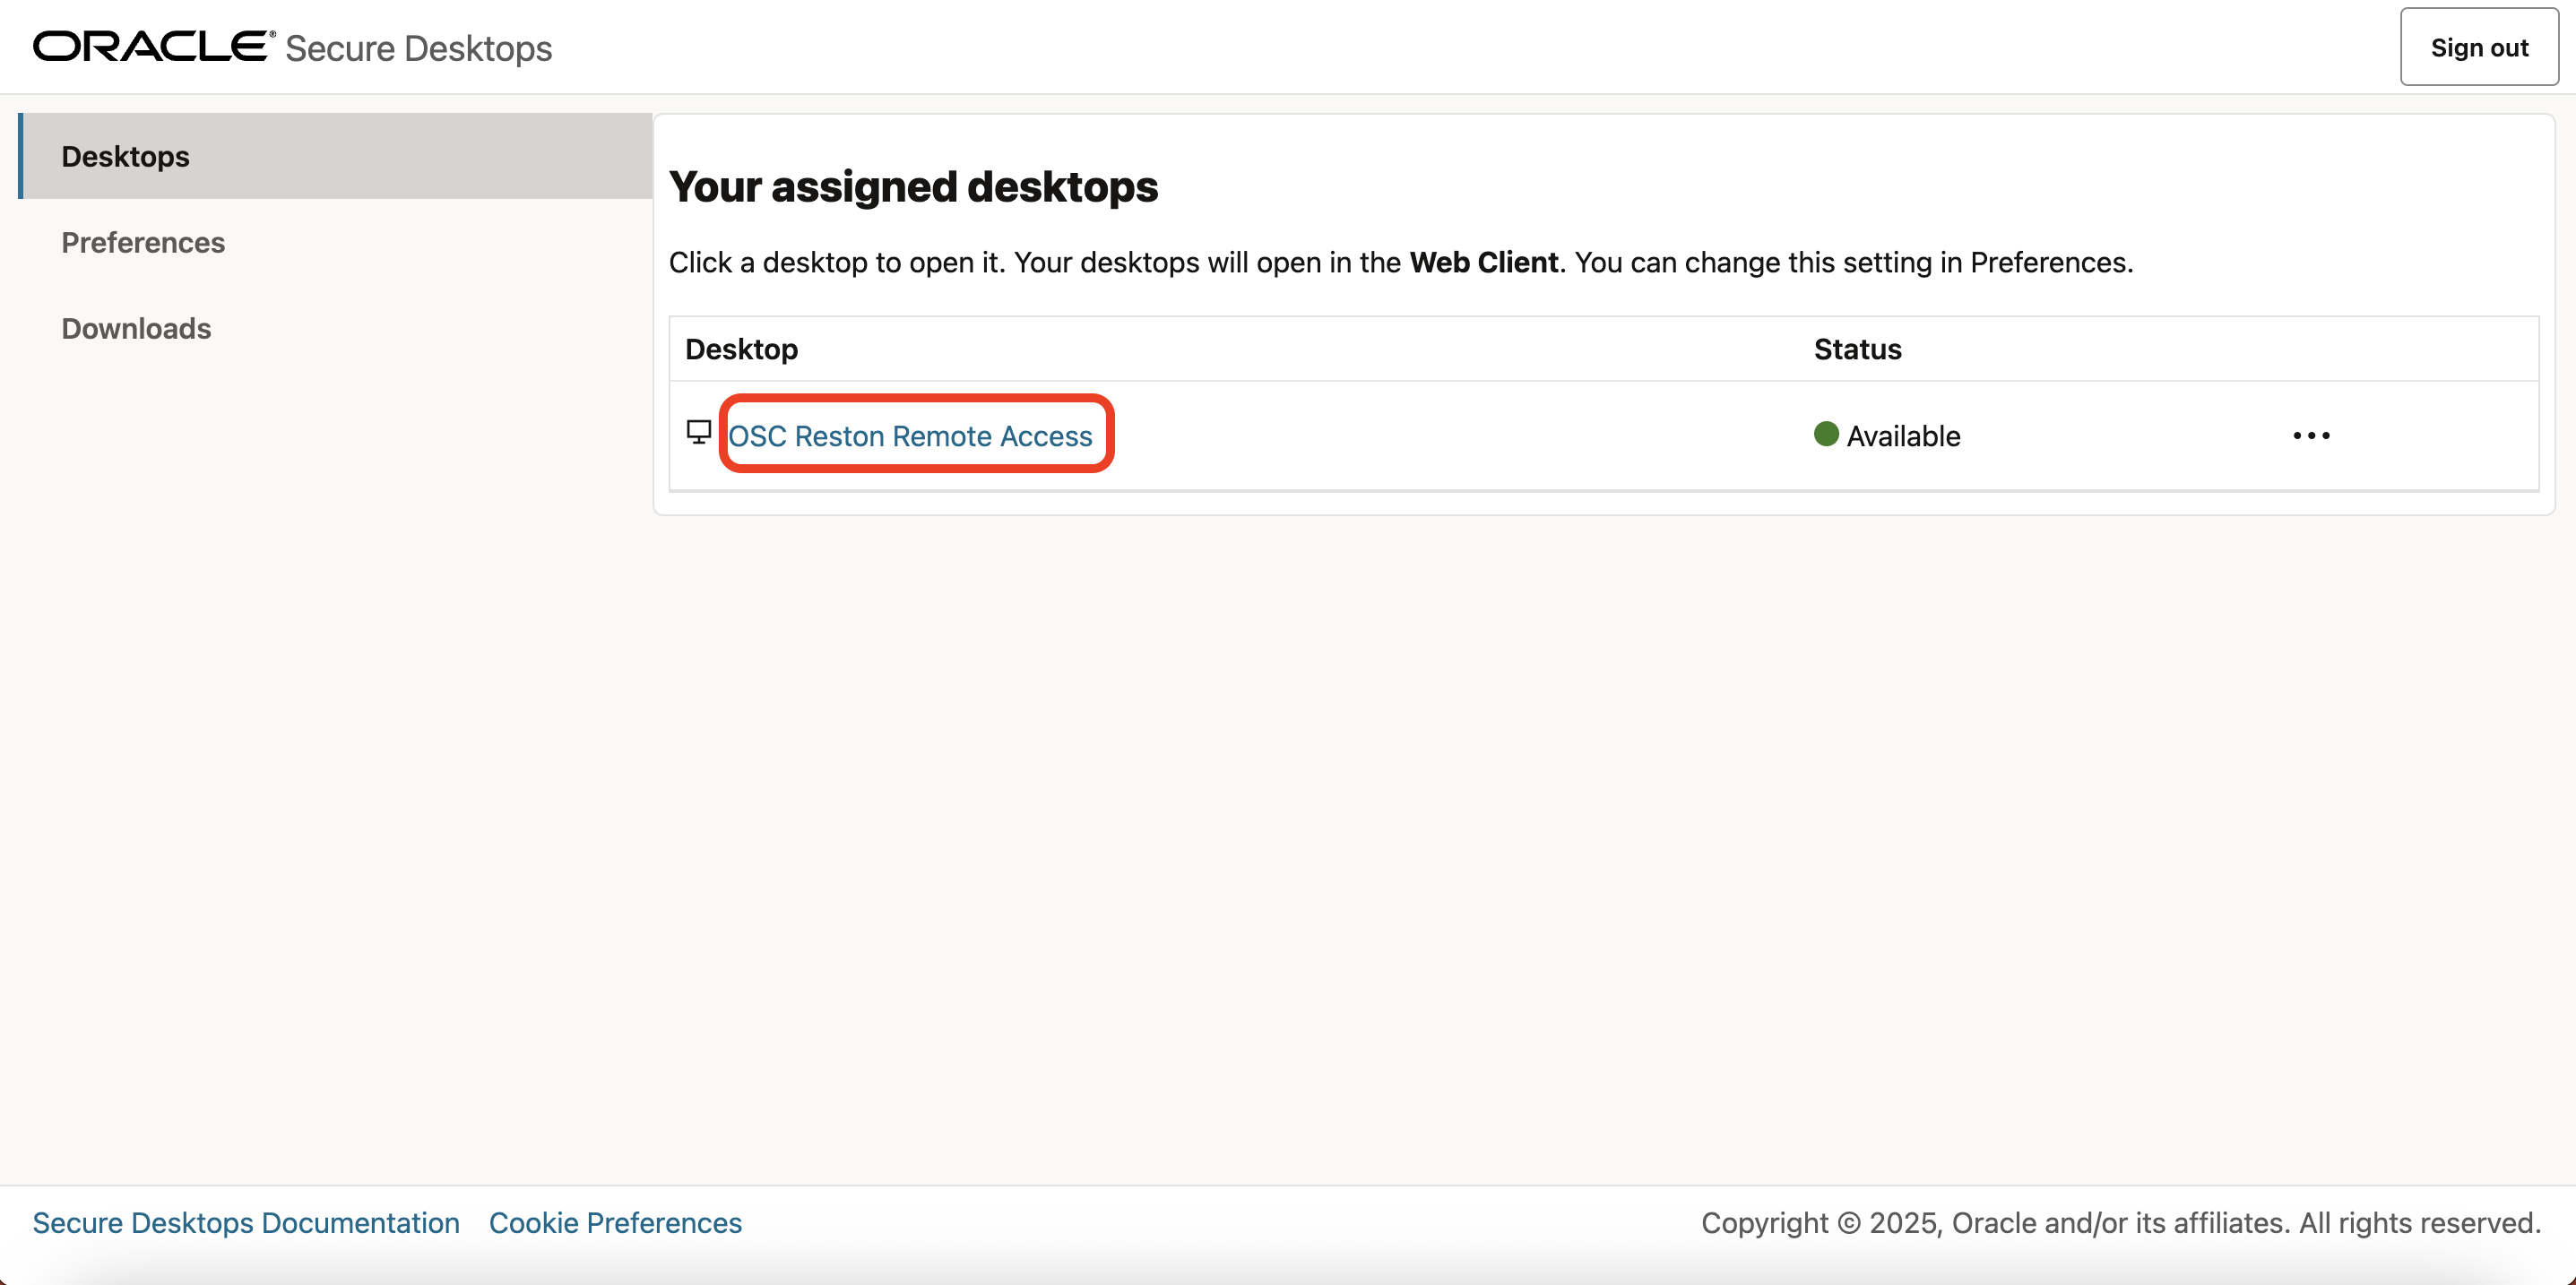 ORACLE® Secure Desktops
Sign out
Desktops
Preferences
Downloads
Your assigned desktops
Click a desktop to open it. Your desktops will open in the Web Client. You can change this setting in Preferences.
Desktop Status
OSC Reston Remote Access Available
Secure Desktops Documentation Cookie Preferences
Copyright © 2025, Oracle and/or its affiliates. All rights reserved.